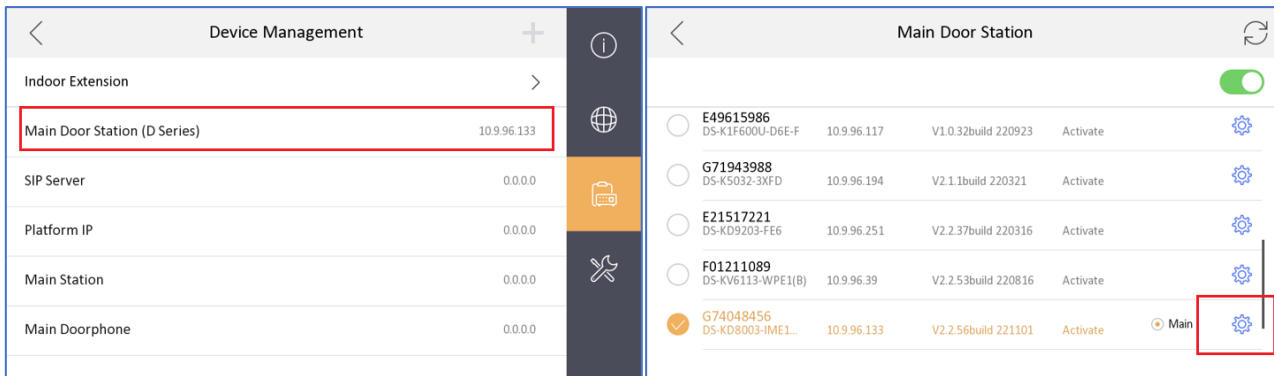 Device Management
Indoor Extension
Main Door Station (D Series) 10.9.96.133
SIP Server 0.0.0.0
Platform IP 0.0.0.0
Main Station 0.0.0.0
Main Doorphone 0.0.0.0
Main Door Station
E49615986
DS-K1F600U-D6E-F 10.9.96.117 V1.0.32build 220923 Activate
G71943988
DS-K5032-3XFD 10.9.96.194 V2.1.1build 220321 Activate
E21517221
DS-KD9203-FE6 10.9.96.251 V2.2.37build 220316 Activate
F01211089
DS-KV6113-WPE1(B) 10.9.96.39 V2.2.53build 220816 Activate
G74048456
DS-KD8003-IME1... 10.9.96.133 V2.2.56build 221101 Activate Main